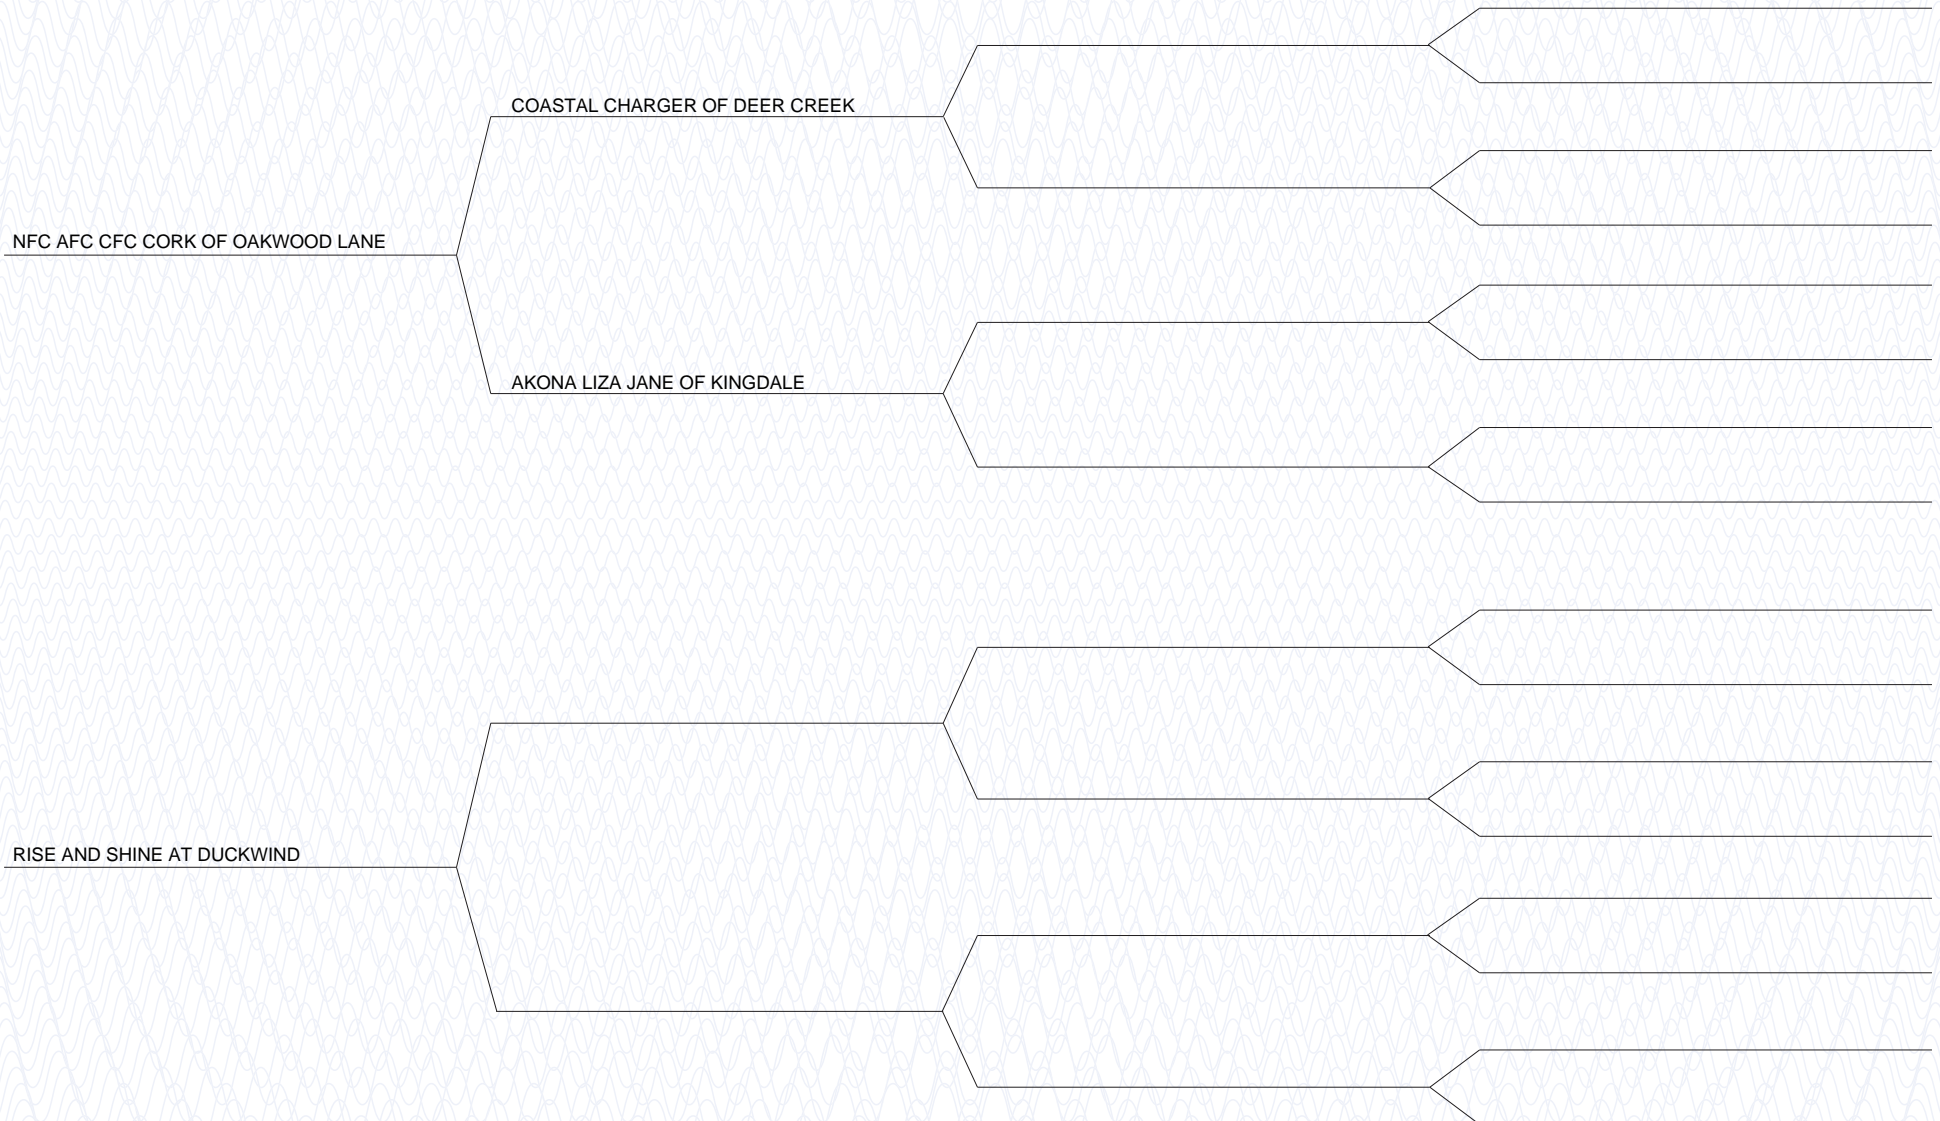 COASTAL CHARGER OF DEER CREEK
NFC AFC CFC CORK OF OAKWOOD LANE
AKONA LIZA JANE OF KINGDALE
RISE AND SHINE AT DUCKWIND